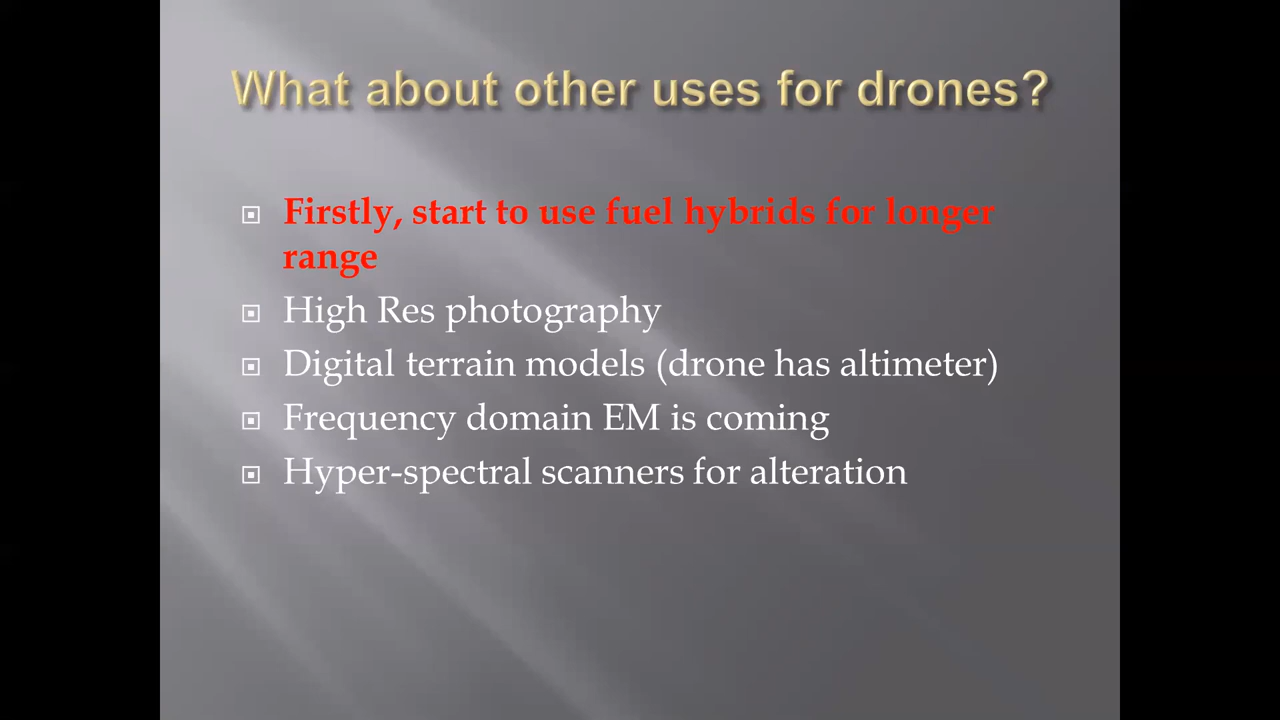 What about other uses for drones?
Firstly, start to use fuel hybrids for longer
range
High Res photography
Digital terrain models (drone has altimeter)
Frequency domain EM is coming
Hyper-spectral scanners for alteration